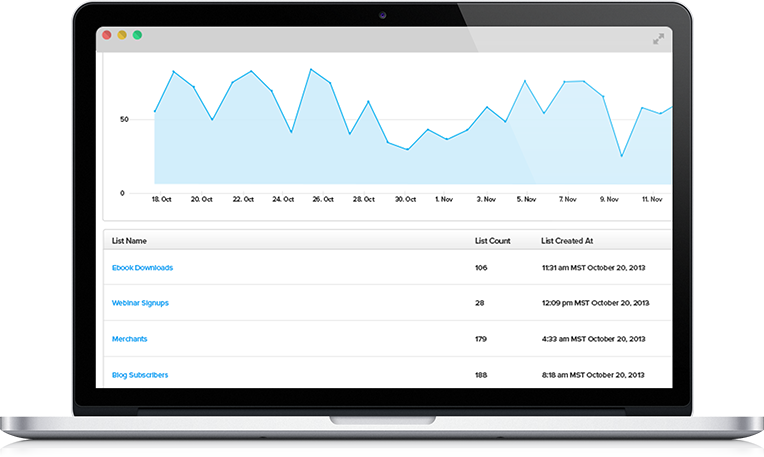 50
0
18. Oct 20. Oct 22. Oct 24. Oct 26. Oct 28. Oct 30. Oct 1. Nov 3. Nov 5. Nov 7. Nov 9. Nov 11. Nov
List Name List Count List Created At
Ebook Downloads 106 11:31 am MST October 20, 2013
Webinar Signups 28 12:09 pm MST October 20, 2013
Merchants 179 4:33 am MST October 20, 2013
Blog Subscribers 188 8:18 am MST October 20, 2013